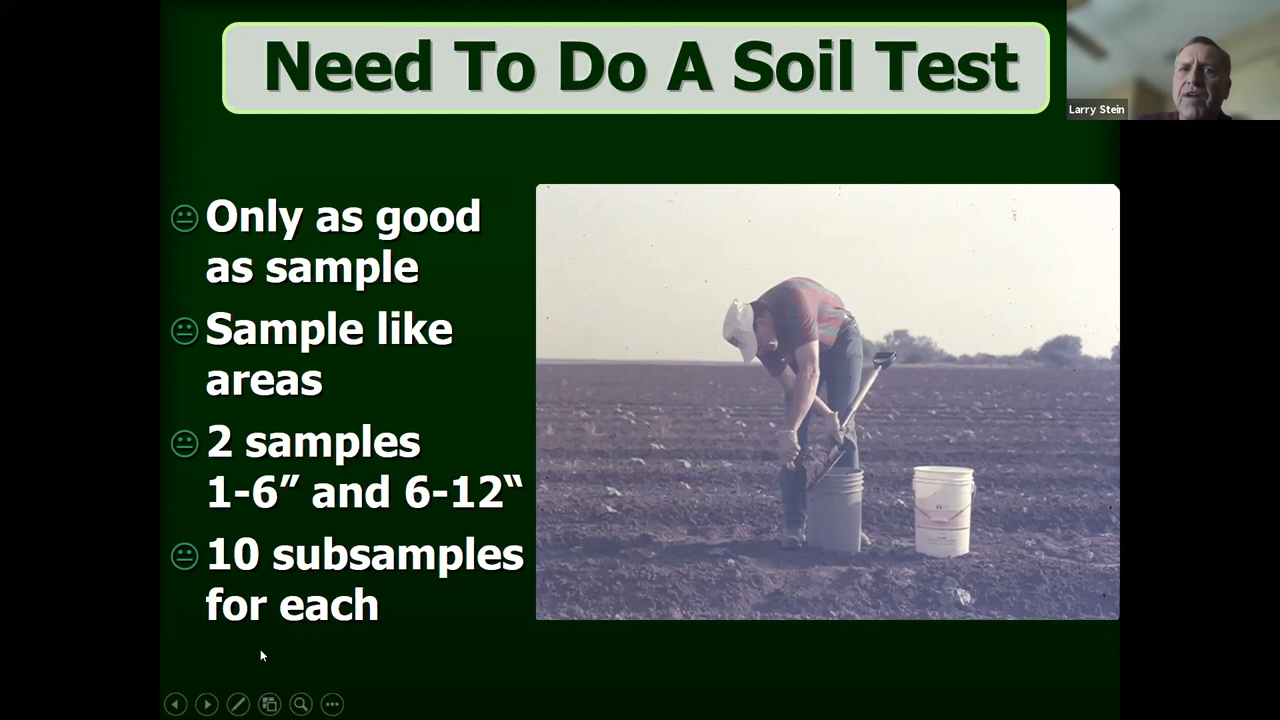 Need To Do A Soil Test
Larry Stein
Only as good
as sample
Sample like
areas
2 samples
1-6” and 6-12“
10 subsamples
for each